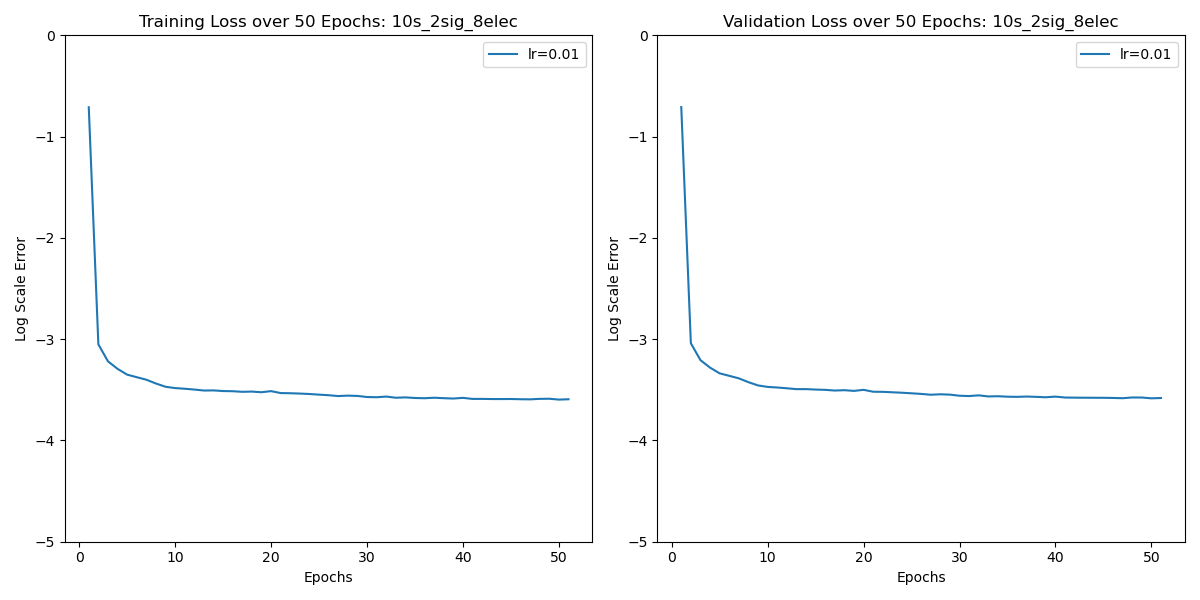 Training Loss over 50 Epochs: 10s_2sig_8elec
lr=0.01
Log Scale Error
0
−1
−2
−3
−4
−5
0 10 20 30 40 50
Epochs
Validation Loss over 50 Epochs: 10s_2sig_8elec
lr=0.01
Log Scale Error
0
−1
−2
−3
−4
−5
0 10 20 30 40 50
Epochs